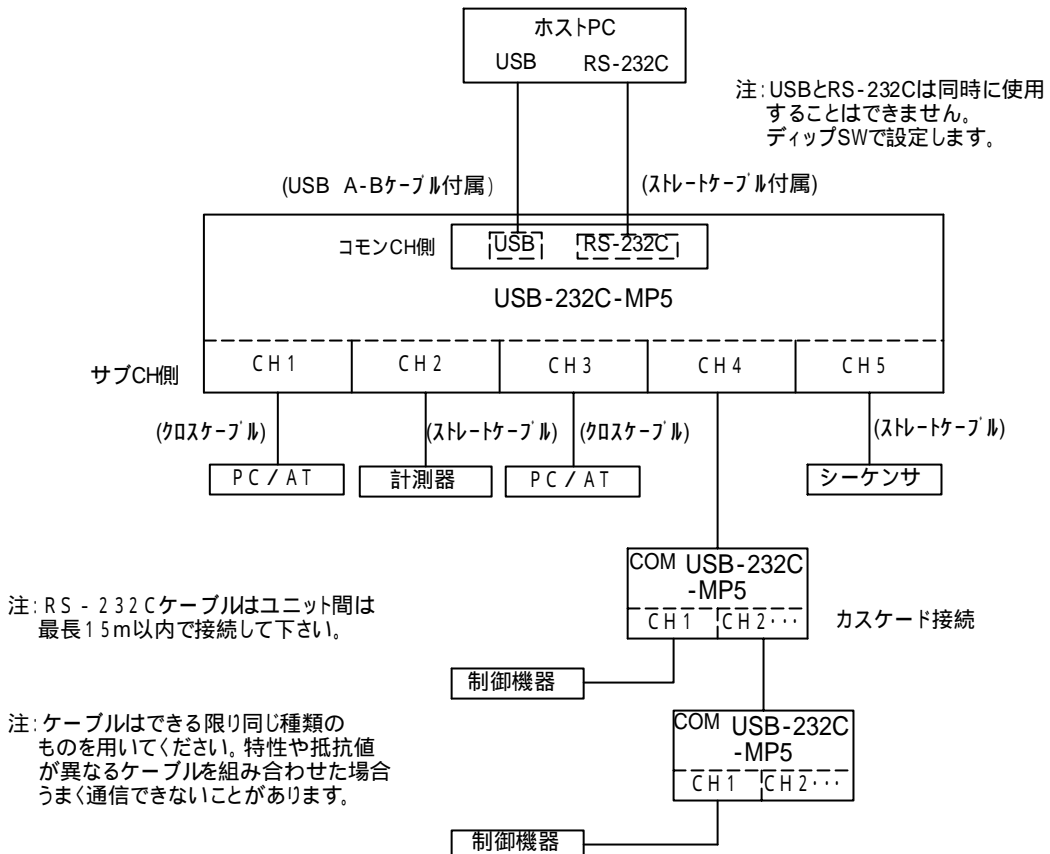 ホストPC
USB RS-232C
注:USBとRS-232Cは同時に使用
することはできません。
ディップSWで設定します。
(USB A-Bケーブル付属)
(ストレートケーブル付属)
コモンCH側
USB
RS-232C
USB-232C-MP5
サブCH側
CH1
CH2
CH3
CH4
CH5
(クロスケーブル)
(ストレートケーブル)
(クロスケーブル)
(ストレートケーブル)
PC/AT
計測器
PC/AT
シーケンサ
COM USB-232C
-MP5
CH1 CH2・・・
カスケード接続
注:RS-232Cケーブルはユニット間は
最長15m以内で接続して下さい。
制御機器
注:ケーブルはできる限り同じ種類の
ものを用いてください。特性や抵抗値
が異なるケーブルを組み合わせた場合
うまく通信できないことがあります。
COM USB-232C
-MP5
CH1 CH2・・・
制御機器